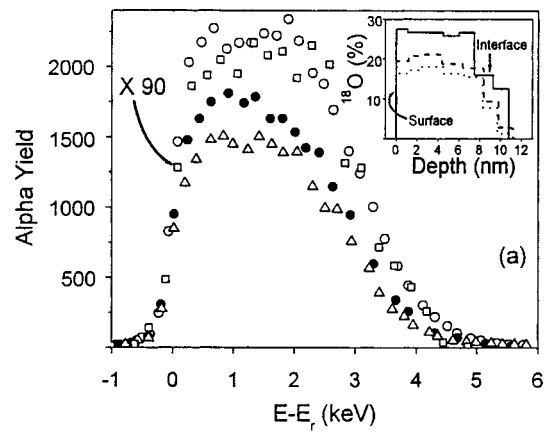 Alpha Yield
2000
1500
1000
500
X 90
(a)
-1 0 1 2 3 4 5 6
E-Er (keV)
18O (%)
30
20
10
Interface
Surface
0 2 4 6 8 10 12
Depth (nm)